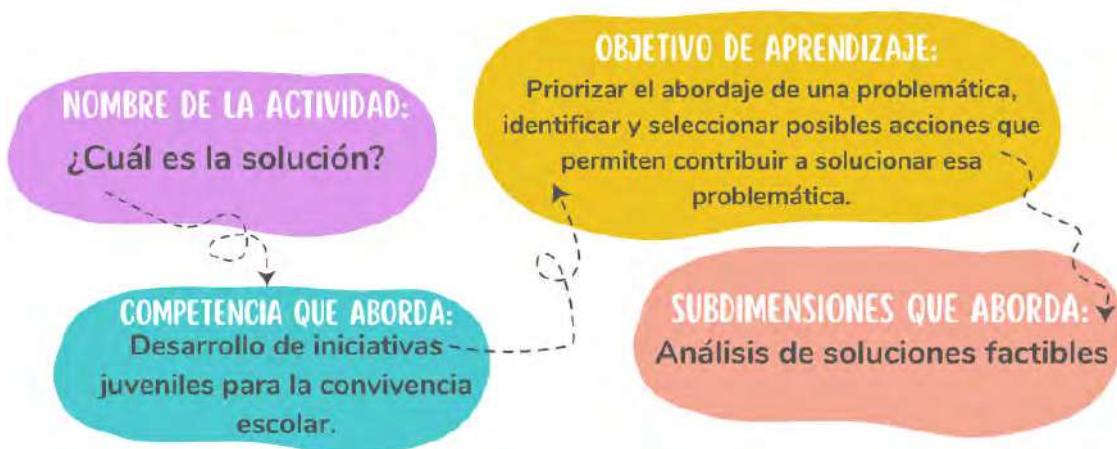 NOMBRE DE LA ACTIVIDAD:
¿Cuál es la solución?
COMPETENCIA QUE ABORDA:
Desarrollo de iniciativas
juveniles para la convivencia
escolar.
OBJETIVO DE APRENDIZAJE:
Priorizar el abordaje de una problemática,
identificar y seleccionar posibles acciones que
permiten contribuir a solucionar esa
problemática.
SUBDIMENSIONES QUE ABORDA:
Análisis de soluciones factibles